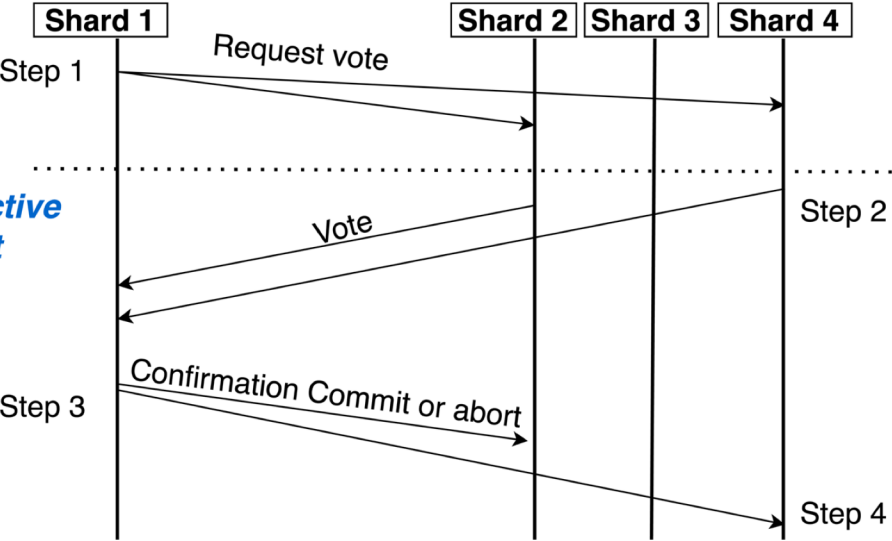 Shard 1
Shard 2
Shard 3
Shard 4
Request vote
Step 1
Step 2
Vote
Confirmation Commit or abort
Step 3
Step 4